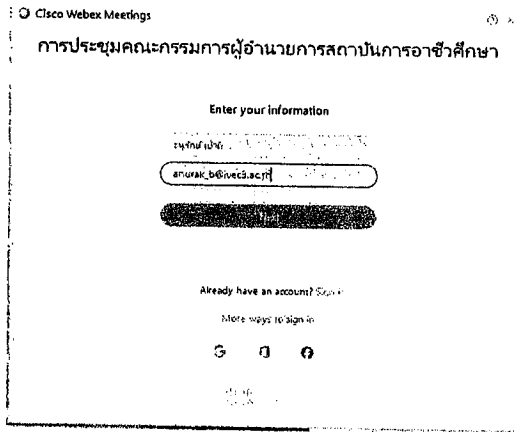 Cisco Webex Meetings
การประชุมคณะกรรมการผู้อำนวยการสถาบันการอาชีวศึกษา
Enter your information
anurak_b@ivec3.ac.th
Next
Already have an account? Sign in
More ways to sign in